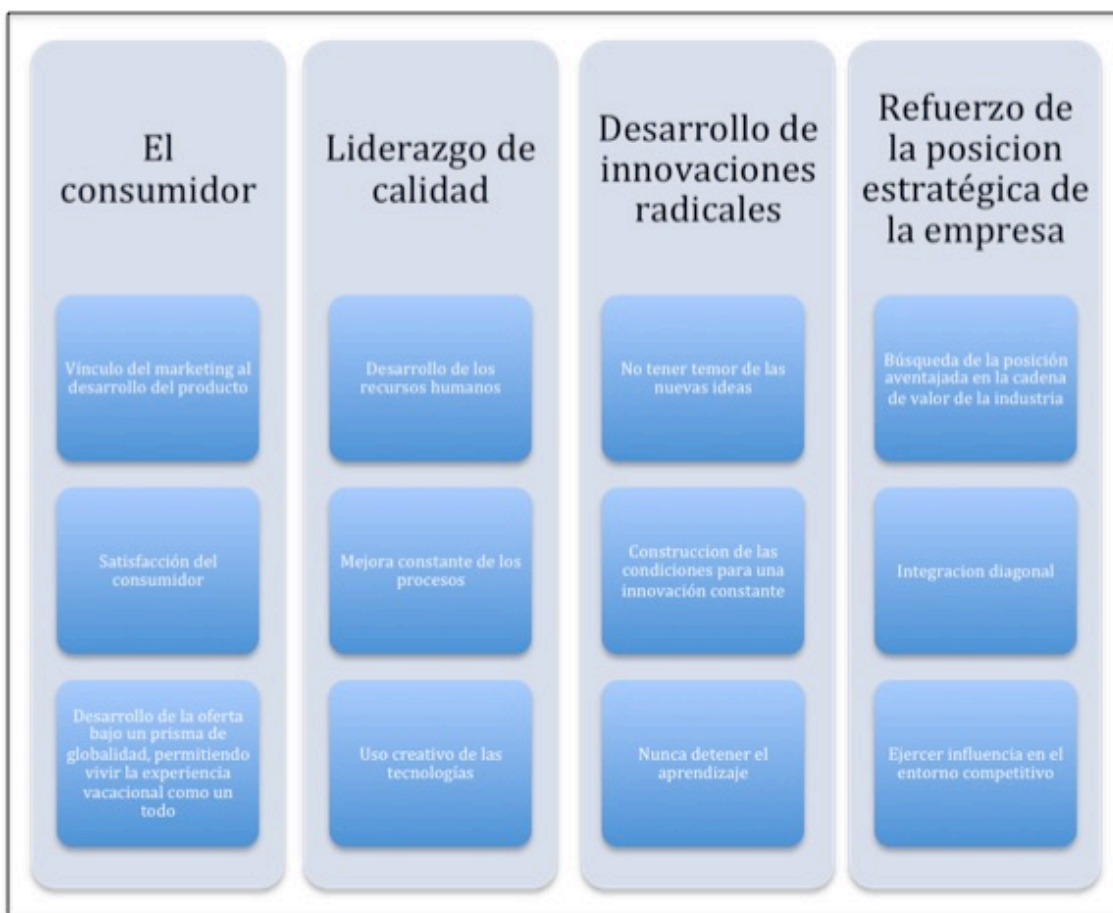 El
consumidor
Vínculo del marketing al
desarrollo del producto
Satisfacción del
consumidor
Desarrollo de la oferta
bajo un prisma de
globalidad, permitiendo
vivir la experiencia
vacacional como un
todo
Liderazgo de
calidad
Desarrollo de los
recursos humanos
Mejora constante de los
procesos
Uso creativo de las
tecnologías
Desarrollo de
innovaciones
radicales
No tener temor de las
nuevas ideas
Construccion de las
condiciones para una
innovación constante
Nunca detener el
aprendizaje
Refuerzo de
la posicion
estratégica de
la empresa
Búsqueda de la posición
aventajada en la cadena
de valor de la industria
Integracion diagonal
Ejercer influencia en el
entorno competitivo